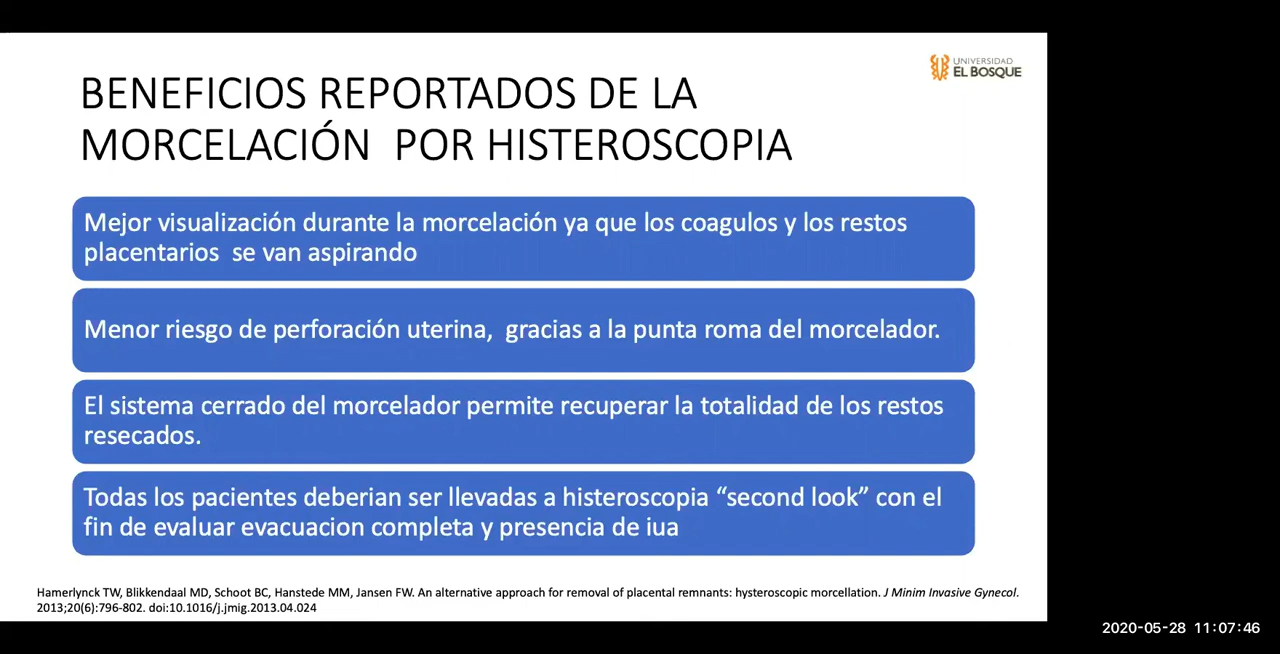 UNIVERSIDAD
EL BOSQUE
BENEFICIOS REPORTADOS DE LA
MORCELACIÓN POR HISTEROSCOPIA
Mejor visualización durante la morcelación ya que los coagulos y los restos
placentarios se van aspirando
Menor riesgo de perforación uterina, gracias a la punta roma del morcelador.
El sistema cerrado del morcelador permite recuperar la totalidad de los restos
resecados.
Todas los pacientes deberian ser llevadas a histeroscopia “second look” con el
fin de evaluar evacuacion completa y presencia de iua
Hamerlynck TW, Blikkendaal MD, Schoot BC, Hanstede MM, Jansen FW. An alternative approach for removal of placental remnants: hysteroscopic morcellation. J Minim Invasive Gynecol.
2013;20(6):796-802. doi:10.1016/j.jmig.2013.04.024
2020-05-28 11:07:46